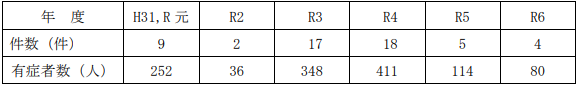 年　度 H31,R 元 R2 R3 R4 R5 R6
件数（件） 9 2 17 18 5 4
有症者数（人） 252 36 348 411 114 80